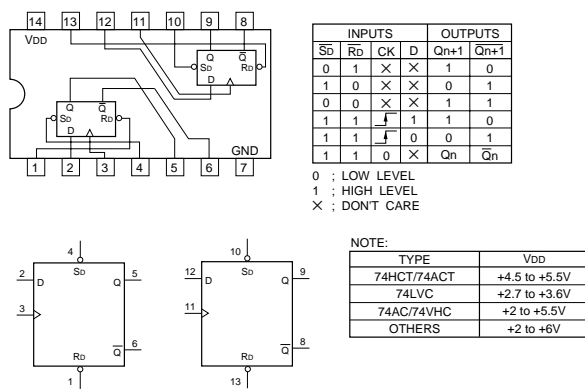 14 13 12 11 10 9 8
VDD
Q Q̅
SD RD
D
Q Q̅
SD RD
D
GND
1 2 3 4 5 6 7
INPUTS OUTPUTS
S̅D̅ R̅D̅ CK D Qn+1 Q̅n+1
0 1 × × 1 0
1 0 × × 0 1
0 0 × × 1 1
1 1 1 1 0
1 1 0 0 1
1 1 0 × Qn Q̅n
0 ; LOW LEVEL
1 ; HIGH LEVEL
× ; DON'T CARE
4
SD
2 D Q 5
3
Q̅ 6
RD
1
10
SD
12 D Q 9
11
Q̅ 8
RD
13
NOTE:
TYPE VDD
74HCT/74ACT +4.5 to +5.5V
74LVC +2.7 to +3.6V
74AC/74VHC +2 to +5.5V
OTHERS +2 to +6V